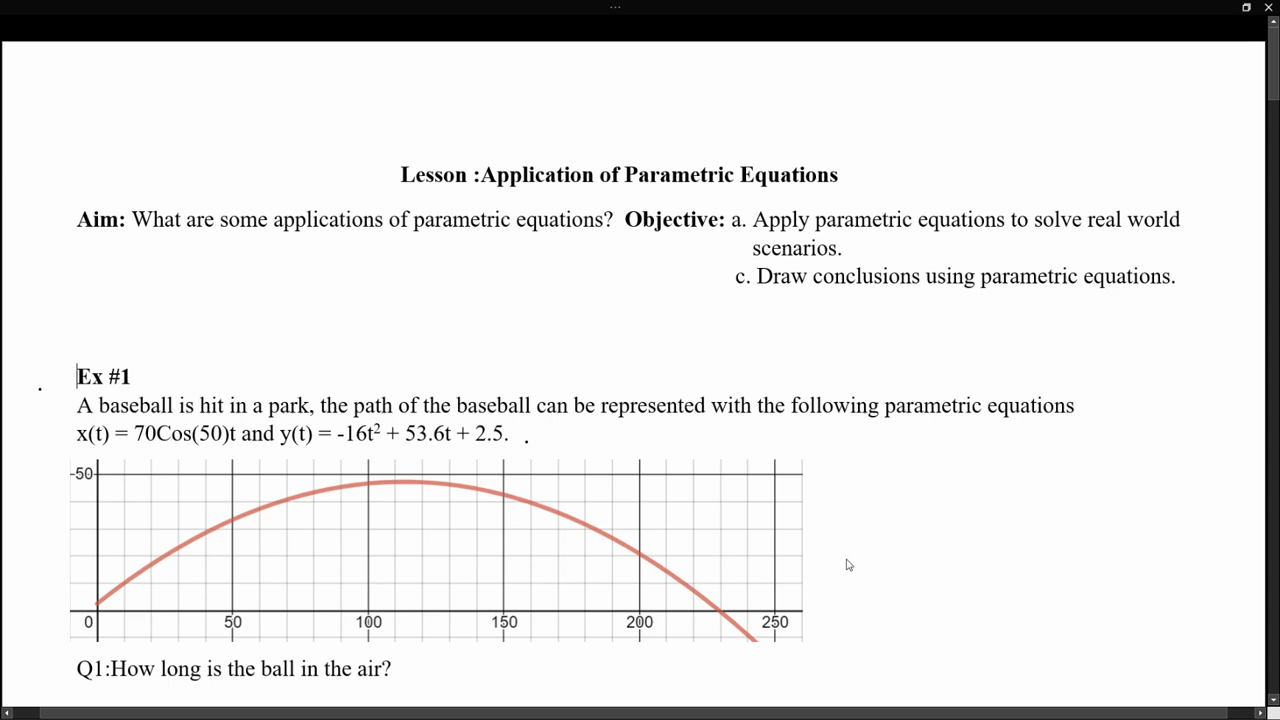 Lesson :Application of Parametric Equations
Aim: What are some applications of parametric equations? Objective: a. Apply parametric equations to solve real world
scenarios.
c. Draw conclusions using parametric equations.
Ex #1
A baseball is hit in a park, the path of the baseball can be represented with the following parametric equations
x(t) = 70Cos(50)t and y(t) = -16t² + 53.6t + 2.5. .
-50
0 50 100 150 200 250
Q1:How long is the ball in the air?